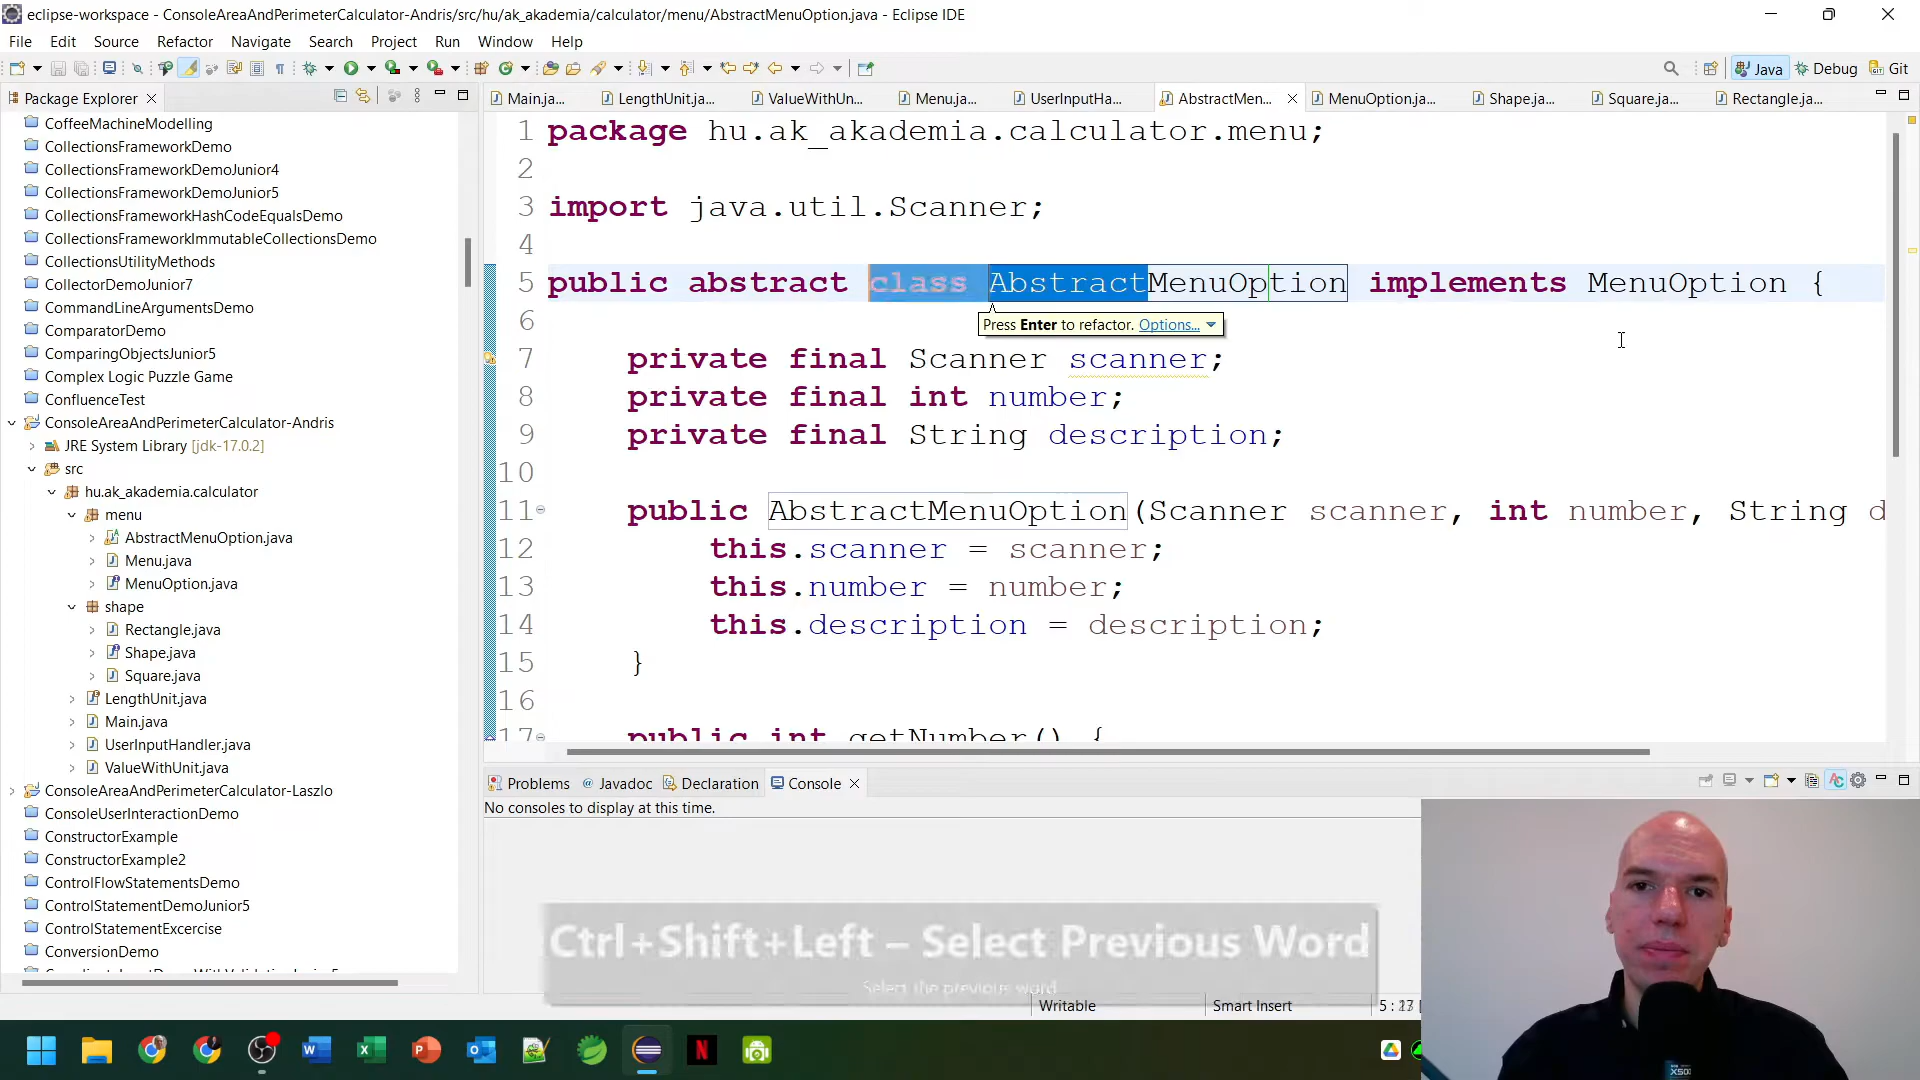 eclipse-workspace - ConsoleAreaAndPerimeterCalculator-Andris/src/hu/ak_akademia/calculator/menu/AbstractMenuOption.java - Eclipse IDE
File Edit Source Refactor Navigate Search Project Run Window Help
Java Debug Git
Package Explorer
CoffeeMachineModelling
CollectionsFrameworkDemo
CollectionsFrameworkDemoJunior4
CollectionsFrameworkDemoJunior5
CollectionsFrameworkHashCodeEqualsDemo
CollectionsFrameworkImmutableCollectionsDemo
CollectionsUtilityMethods
CollectorDemoJunior7
CommandLineArgumentsDemo
ComparatorDemo
ComparingObjectsJunior5
Complex Logic Puzzle Game
ConfluenceTest
ConsoleAreaAndPerimeterCalculator-Andris
JRE System Library [jdk-17.0.2]
src
hu.ak_akademia.calculator
menu
AbstractMenuOption.java
Menu.java
MenuOption.java
shape
Rectangle.java
Shape.java
Square.java
LengthUnit.java
Main.java
UserInputHandler.java
ValueWithUnit.java
ConsoleAreaAndPerimeterCalculator-Laszlo
ConsoleUserInteractionDemo
ConstructorExample
ConstructorExample2
ControlFlowStatementsDemo
ControlStatementDemoJunior5
ControlStatementExcercise
ConversionDemo
Main.ja... LengthUnit.ja... ValueWithUn... Menu.ja... UserInputHa... AbstractMen... MenuOption.ja... Shape.ja... Square.ja... Rectangle.ja...
1 package hu.ak_akademia.calculator.menu;
2
3 import java.util.Scanner;
4
5 public abstract class AbstractMenuOption implements MenuOption {
Press Enter to refactor. Options...
6
7 private final Scanner scanner;
8 private final int number;
9 private final String description;
10
11 public AbstractMenuOption(Scanner scanner, int number, String d
12 this.scanner = scanner;
13 this.number = number;
14 this.description = description;
15 }
16
17 public int getNumber() {
Problems Javadoc Declaration Console
No consoles to display at this time.
Ctrl+Shift+Left – Select Previous Word
Select the previous word
Writable Smart Insert